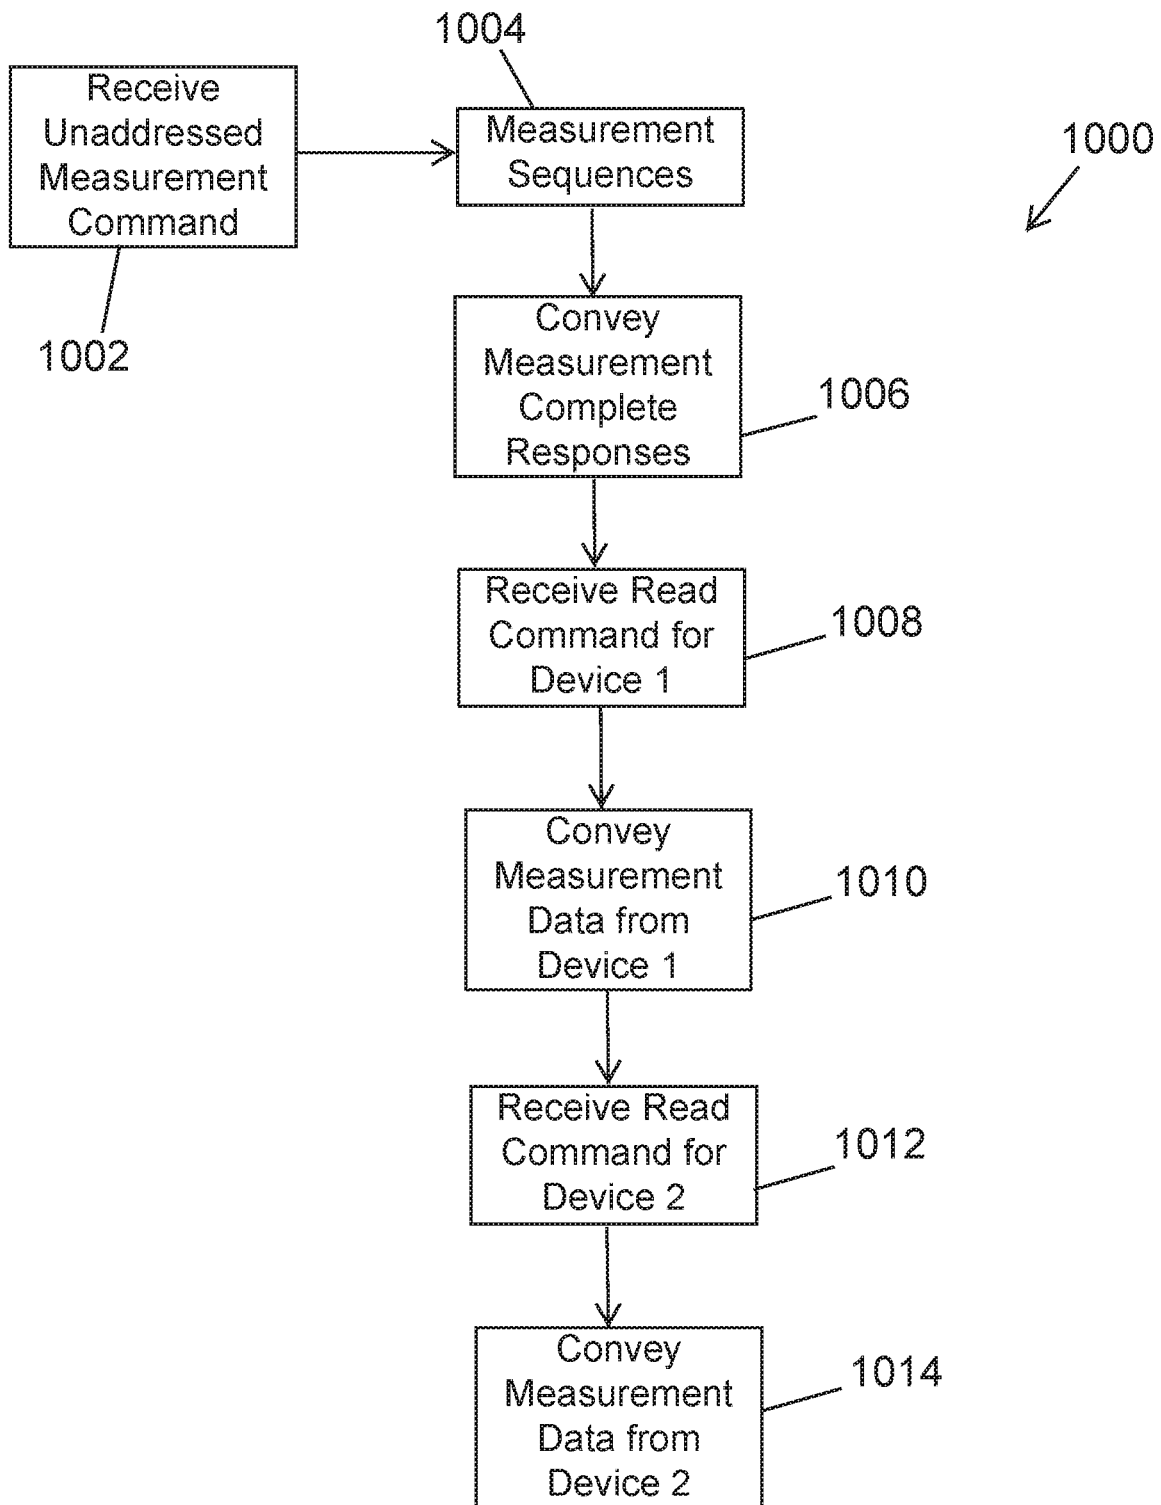 1004
Receive
Unaddressed
Measurement
Command
Measurement
Sequences
1000
1002
Convey
Measurement
Complete
Responses
1006
Receive Read
Command for
Device 1
1008
Convey
Measurement
Data from
Device 1
1010
Receive Read
Command for
Device 2
1012
Convey
Measurement
Data from
Device 2
1014